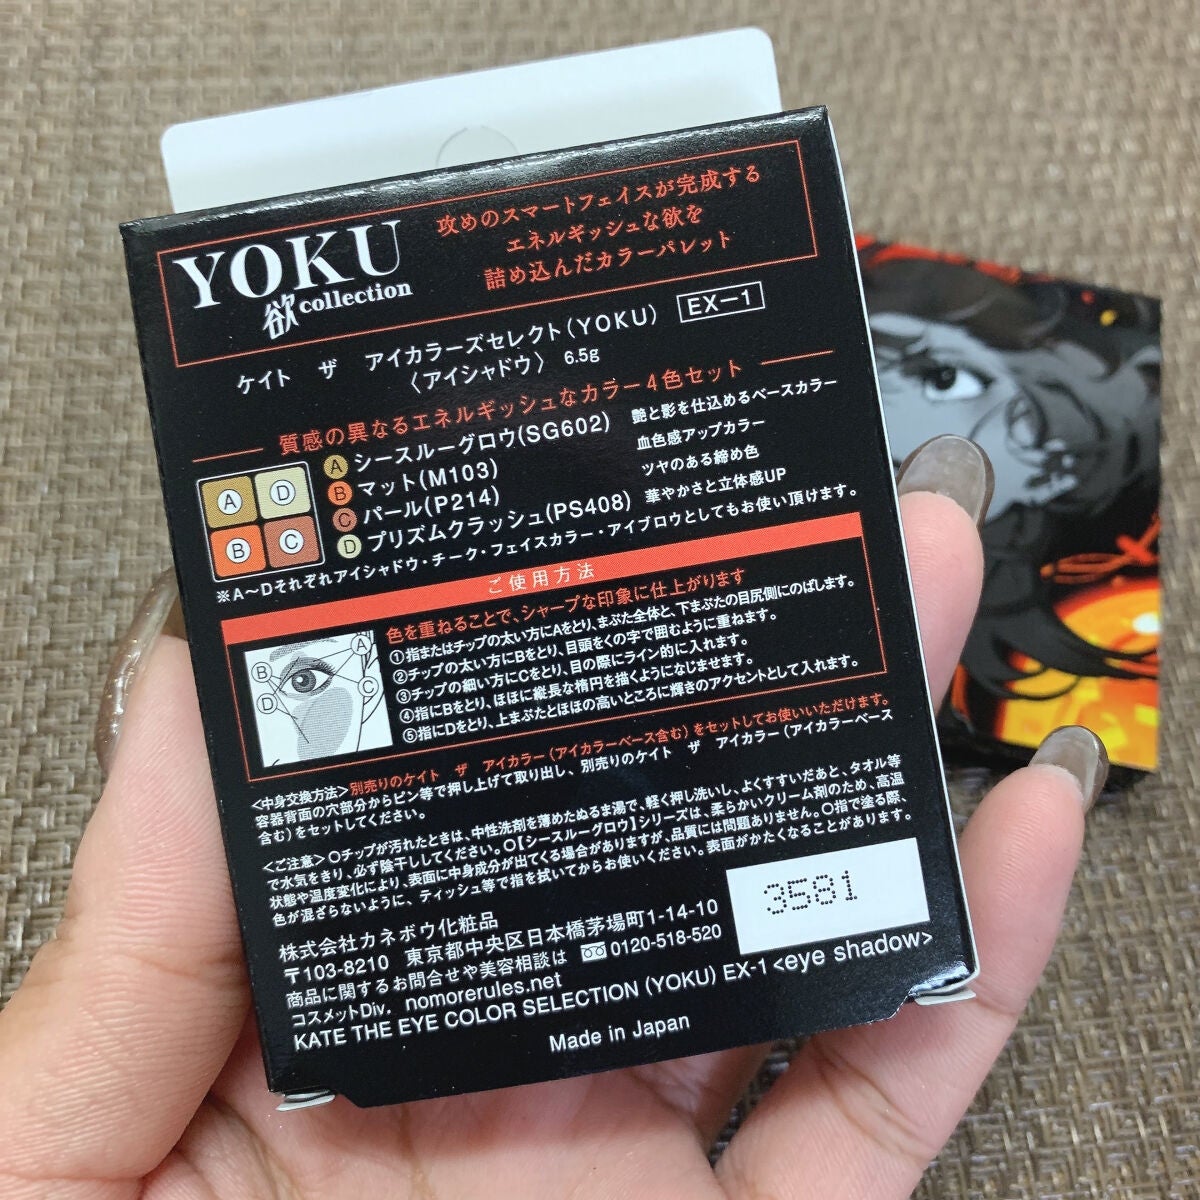 YOKU
欲collection
攻めのスマートフェイスが完成する
エネルギッシュな欲を
詰め込んだカラーパレット
ケイト ザ アイカラーズセレクト(YOKU) EX-1
〈アイシャドウ〉 6.5g
質感の異なるエネルギッシュなカラー4色セット
A D
B C
A シースルーグロウ(SG602) 艶と影を仕込めるベースカラー
B マット(M103) 血色感アップカラー
C パール(P214) ツヤのある締め色
D プリズムクラッシュ(PS408) 華やかさと立体感UP
※A~Dそれぞれアイシャドウ・チーク・フェイスカラー・アイブロウとしてもお使い頂けます。
ご使用方法
A
B
C
D
色を重ねることで、シャープな印象に仕上がります
①指またはチップの太い方にAをとり、まぶた全体と、下まぶたの目尻側にのばします。
②チップの太い方にBをとり、目頭をくの字で囲むように重ねます。
③チップの細い方にCをとり、目の際にライン的に入れます。
④指にBをとり、ほほに縦長な楕円を描くようになじませます。
⑤指にDをとり、上まぶたとほほの高いところに輝きのアクセントとして入れます。
<中身交換方法>別売りのケイト ザ アイカラー(アイカラーベース含む)をセットしてお使いいただけます。
容器背面の穴部分からピン等で押し上げて取り出し、別売りのケイト ザ アイカラー(アイカラーベース
含む)をセットしてください。
<ご注意>○チップが汚れたときは、中性洗剤を薄めたぬるま湯で、軽く押し洗いし、よくすすいだあと、タオル等
で水気をきり、必ず陰干ししてください。○【シースルーグロウ】シリーズは、柔らかいクリーム剤のため、高温
状態や温度変化により、表面に中身成分が出てくる場合がありますが、品質には問題ありません。○指で塗る際、
色が混ざらないように、ティッシュ等で指を拭いてからお使いください。表面がかたくなることがあります。
株式会社カネボウ化粧品
〒103-8210 東京都中央区日本橋茅場町1-14-10
商品に関するお問合せや美容相談は 0120-518-520
コスメットDiv. nomorerules.net
KATE THE EYE COLOR SELECTION (YOKU) EX-1 <eye shadow>
Made in Japan
3581